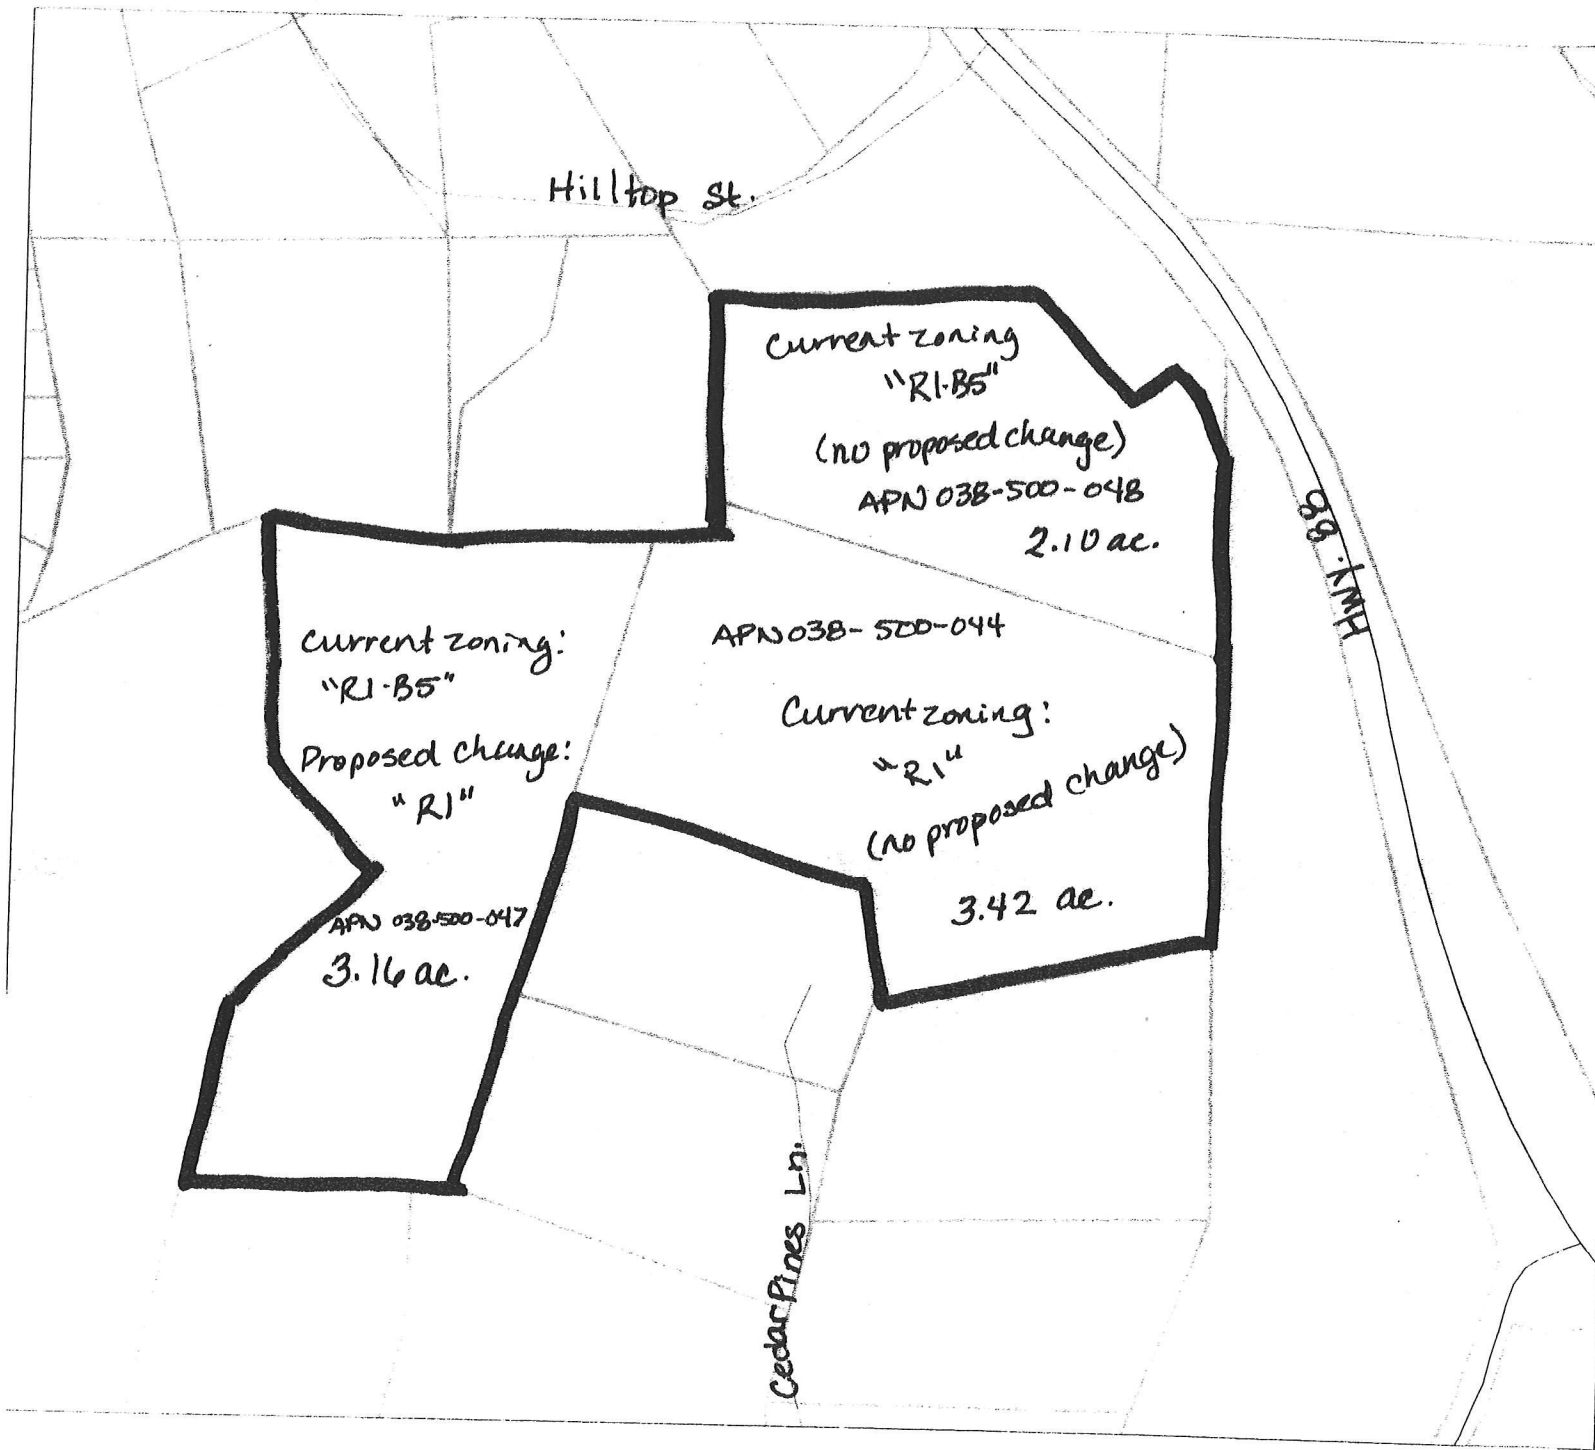 Hilltop St.
Current zoning
"R1-B5"
(no proposed change)
APN 038-500-048
2.10 ac.
Hwy. 88
APN 038-500-044
Current zoning:
"R1"
(no proposed change)
3.42 ac.
Current zoning:
"R1-B5"
Proposed change:
"R1"
APN 038-500-047
3.16 ac.
Cedar Pines Ln.